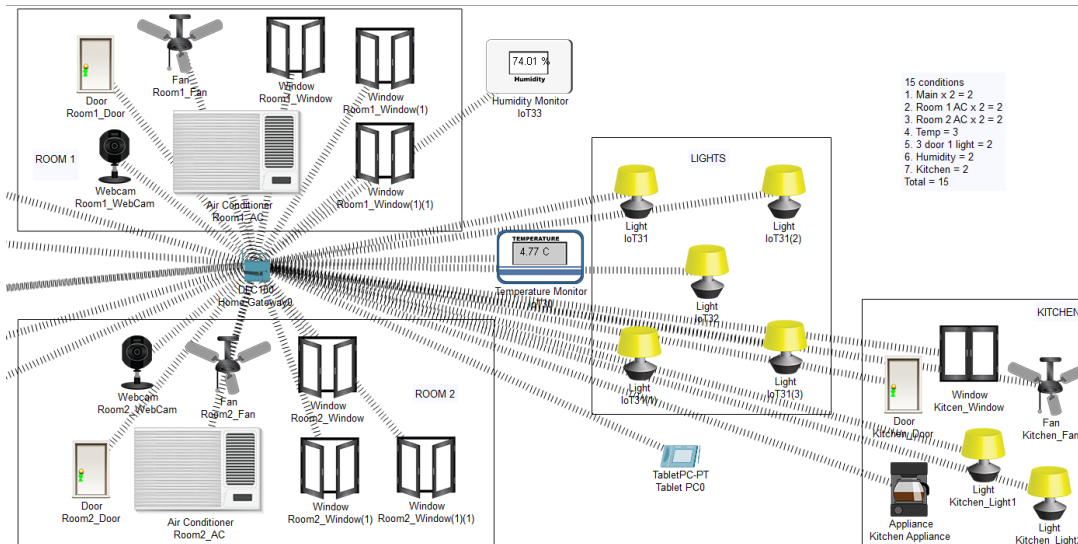 ROOM 1
Door
Room1_Door
Fan
Room1_Fan
Window
Room1_Window
Window
Room1_Window(1)
Window
Room1_Window(1)(1)
Webcam
Room1_WebCam
Air Conditioner
Room1_AC
74.01 %
Humidity
Humidity Monitor
IoT33
15 conditions
1. Main x 2 = 2
2. Room 1 AC x 2 = 2
3. Room 2 AC x 2 = 2
4. Temp = 3
5. 3 door 1 light = 2
6. Humidity = 2
7. Kitchen = 2
Total = 15
LIGHTS
Light
IoT31
Light
IoT31(2)
TEMPERATURE
4.77 C
Temperature Monitor
IoT30
Light
IoT32
Light
IoT31(1)
Light
IoT31(3)
DLC100
Home Gateway0
ROOM 2
Webcam
Room2_WebCam
Fan
Room2_Fan
Window
Room2_Window
Door
Room2_Door
Air Conditioner
Room2_AC
Window
Room2_Window(1)
Window
Room2_Window(1)(1)
TabletPC-PT
Tablet PC0
KITCHEN
Window
Kitcen_Window
Door
Kitchen_Door
Fan
Kitchen_Fan
Light
Kitchen_Light1
Light
Kitchen_Light2
Appliance
Kitchen Appliance